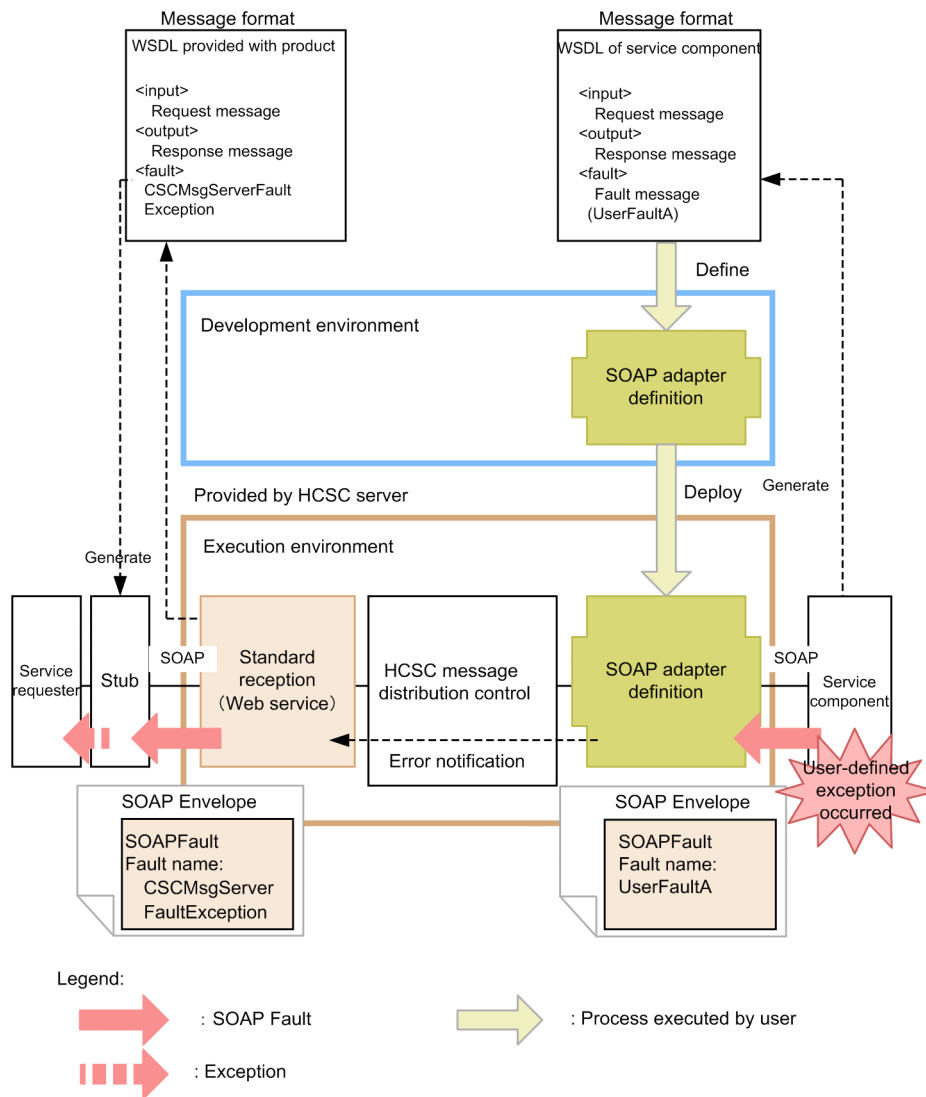 Message format
WSDL provided with product
<input>
Request message
<output>
Response message
<fault>
CSCMsgServerFault
Exception
Message format
WSDL of service component
<input>
Request message
<output>
Response message
<fault>
Fault message
(UserFaultA)
Define
Development environment
SOAP adapter
definition
Deploy
Generate
Provided by HCSC server
Execution environment
Generate
Service
requester
Stub
SOAP
Standard
reception
(Web service)
HCSC message
distribution control
SOAP adapter
definition
SOAP
Service
component
Error notification
User-defined
exception
occurred
SOAP Envelope
SOAPFault
Fault name:
CSCMsgServer
FaultException
SOAP Envelope
SOAPFault
Fault name:
UserFaultA
Legend:
: SOAP Fault
: Process executed by user
: Exception